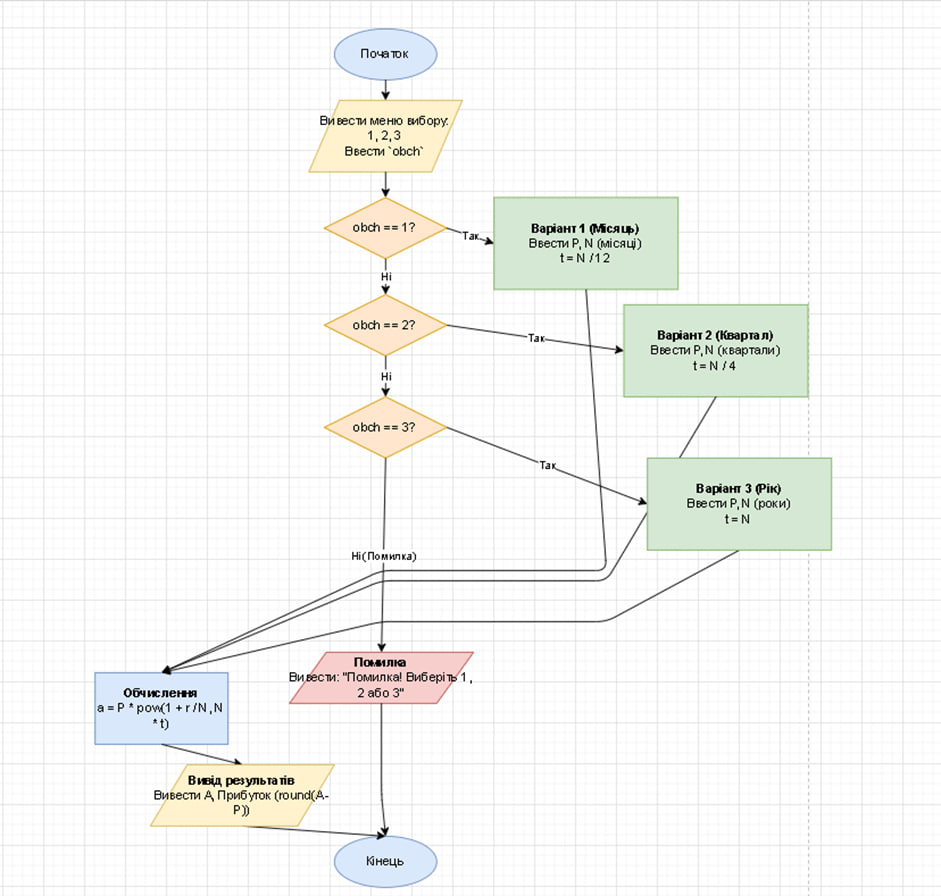 Початок
Вивести меню вибору:
1, 2, 3
Ввести `obch`
obch == 1?
Так
Варіант 1 (Місяць)
Ввести P, N (місяці)
t = N / 12
Ні
obch == 2?
Так
Варіант 2 (Квартал)
Ввести P, N (квартали)
t = N / 4
Ні
obch == 3?
Так
Варіант 3 (Рік)
Ввести P, N (роки)
t = N
Ні (Помилка)
Помилка
Вивести: "Помилка! Виберіть 1,
2 або 3"
Обчислення
a = P * pow(1 + r / N, N
* t)
Вивід результатів
Вивести A, Прибуток (round(A-
P))
Кінець